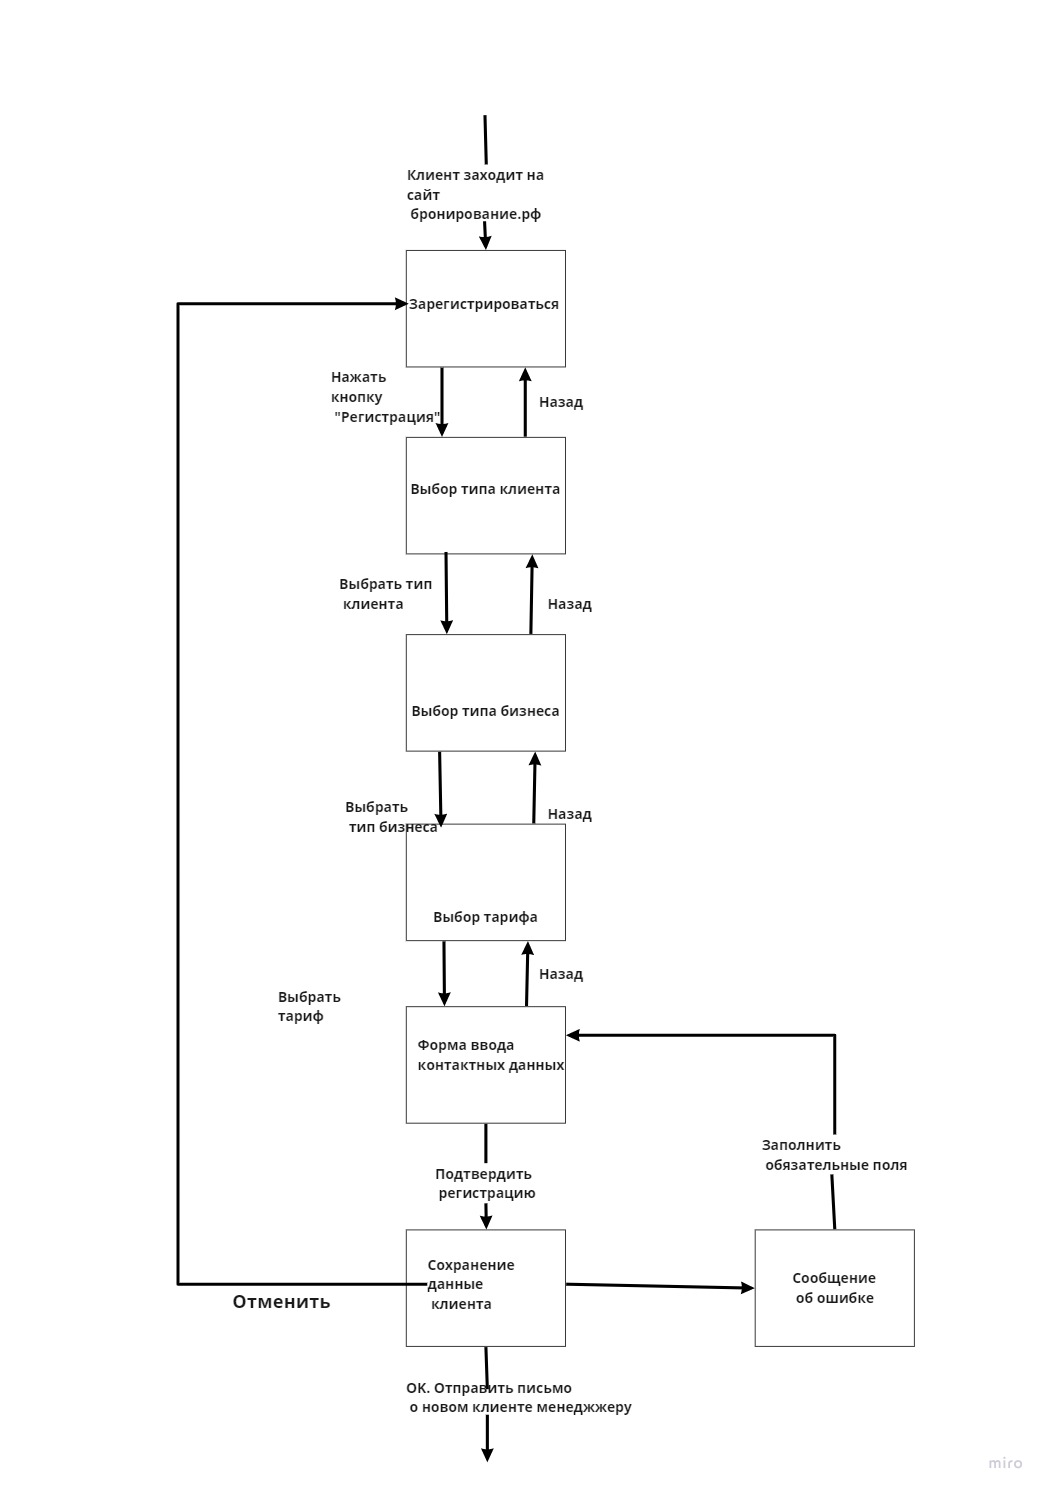 Клиент заходит на
сайт
бронирование.рф
Зарегистрироваться
Нажать
кнопку
"Регистрация"
Назад
Выбор типа клиента
Выбрать тип
клиента
Назад
Выбор типа бизнеса
Выбрать
тип бизнеса
Назад
Выбор тарифа
Назад
Выбрать
тариф
Форма ввода
контактных данных
Заполнить
обязательные поля
Подтвердить
регистрацию
Сохранение
данные
клиента
Отменить
Сообщение
об ошибке
ОК. Отправить письмо
о новом клиенте менеджжеру
miro